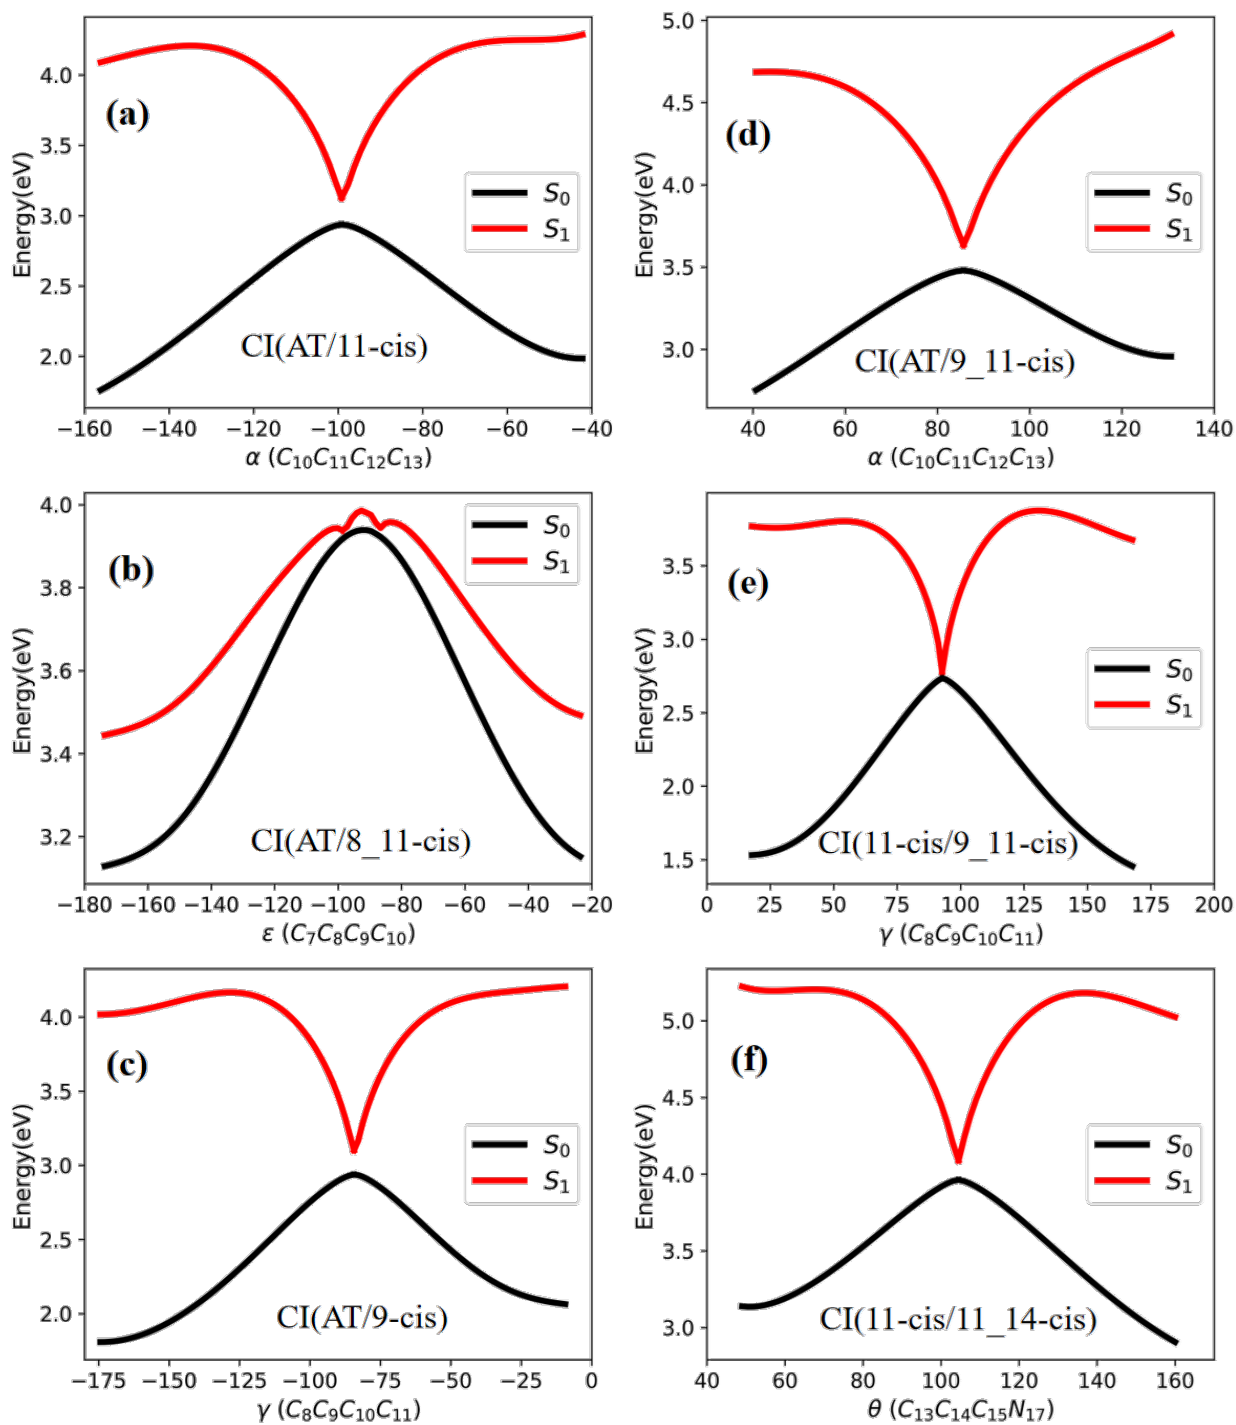 (a)
Energy(eV)
4.0
3.5
3.0
2.5
2.0
S₀
S₁
CI(AT/11-cis)
−160 −140 −120 −100 −80 −60 −40
α (C₁₀C₁₁C₁₂C₁₃)
(d)
Energy(eV)
5.0
4.5
4.0
3.5
3.0
S₀
S₁
CI(AT/9_11-cis)
40 60 80 100 120 140
α (C₁₀C₁₁C₁₂C₁₃)
(b)
Energy(eV)
4.0
3.8
3.6
3.4
3.2
S₀
S₁
CI(AT/8_11-cis)
−180 −160 −140 −120 −100 −80 −60 −40 −20
ε (C₇C₈C₉C₁₀)
(e)
Energy(eV)
3.5
3.0
2.5
2.0
1.5
S₀
S₁
CI(11-cis/9_11-cis)
0 25 50 75 100 125 150 175 200
γ (C₈C₉C₁₀C₁₁)
(c)
Energy(eV)
4.0
3.5
3.0
2.5
2.0
S₀
S₁
CI(AT/9-cis)
−175 −150 −125 −100 −75 −50 −25 0
γ (C₈C₉C₁₀C₁₁)
(f)
Energy(eV)
5.0
4.5
4.0
3.5
3.0
S₀
S₁
CI(11-cis/11_14-cis)
40 60 80 100 120 140 160
θ (C₁₃C₁₄C₁₅N₁₇)